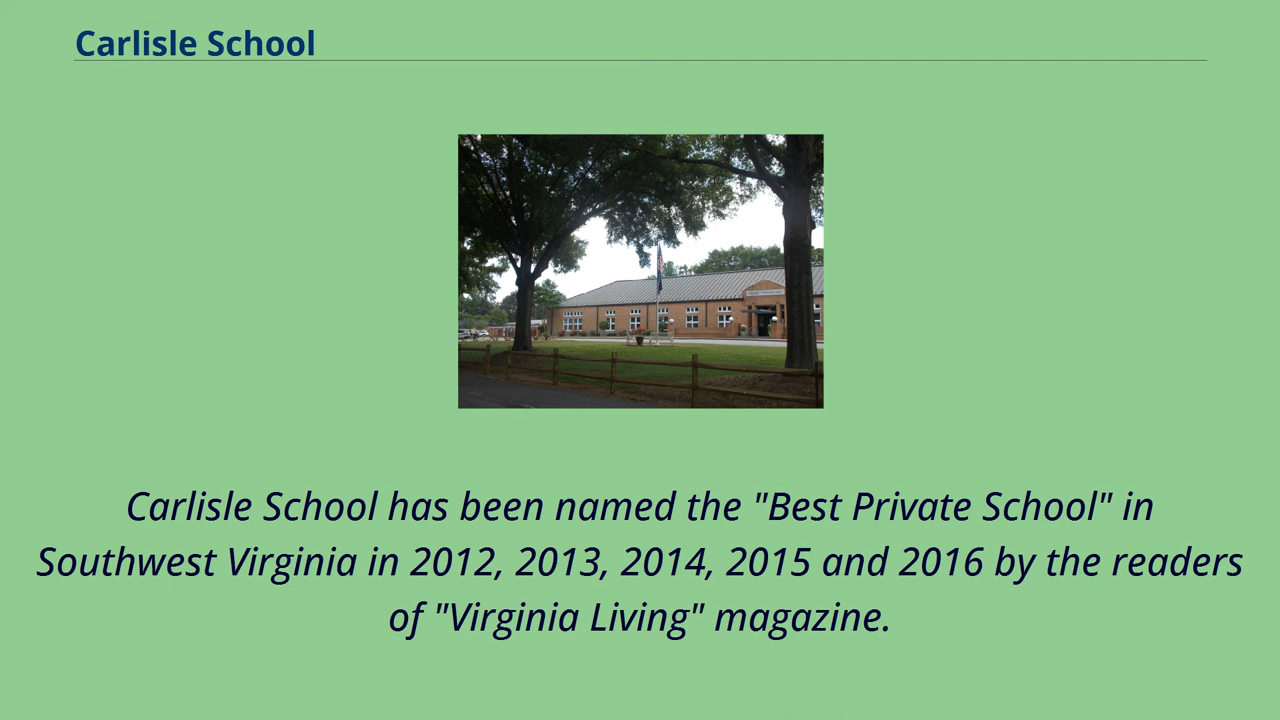 Carlisle School
Carlisle School has been named the "Best Private School" in
Southwest Virginia in 2012, 2013, 2014, 2015 and 2016 by the readers
of "Virginia Living" magazine.